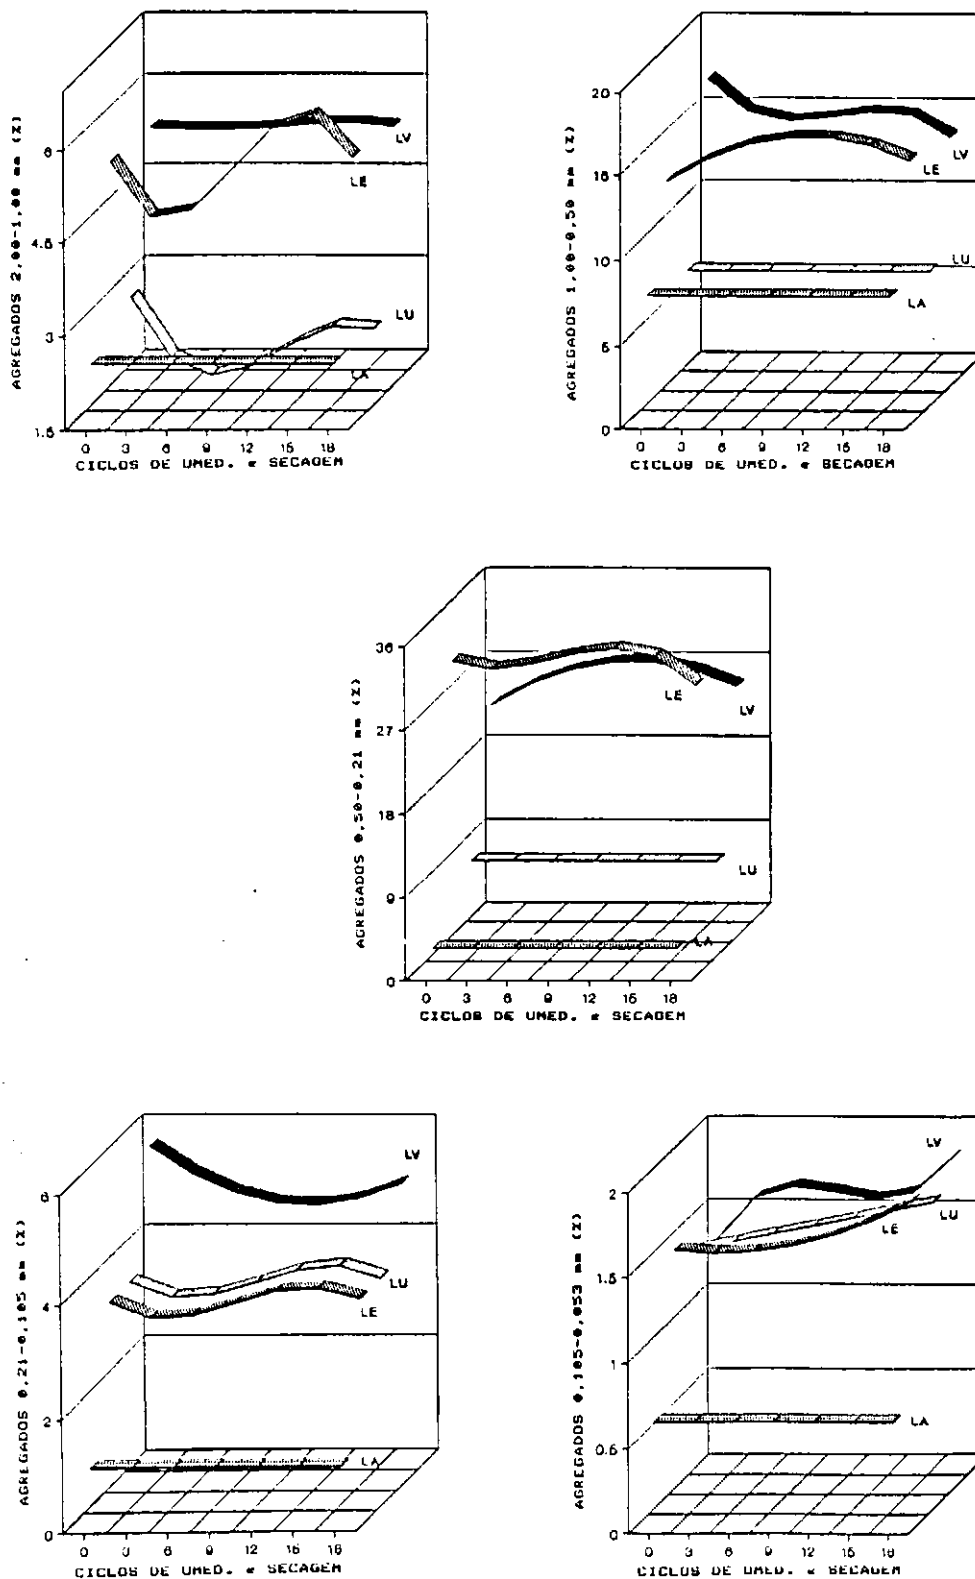 AGREGADOS 2,00-1,00 mm (%)
6
4.5
3
1.5
0 3 6 9 12 15 18
CICLOS DE UMED. e SECAGEM
LV
LE
LU
LA
AGREGADOS 1,00-0,50 mm (%)
20
15
10
5
0
0 3 6 9 12 15 18
CICLOS DE UMED. e SECAGEM
LV
LE
LU
LA
AGREGADOS 0,50-0,21 mm (%)
36
27
18
9
0
0 3 6 9 12 15 18
CICLOS DE UMED. e SECAGEM
LE
LV
LU
LA
AGREGADOS 0,21-0,105 mm (%)
6
4
2
0
0 3 6 9 12 15 18
CICLOS DE UMED. e SECAGEM
LV
LU
LE
LA
AGREGADOS 0,105-0,053 mm (%)
2
1.5
1
0.5
0
0 3 6 9 12 15 18
CICLOS DE UMED. e SECAGEM
LV
LU
LE
LA